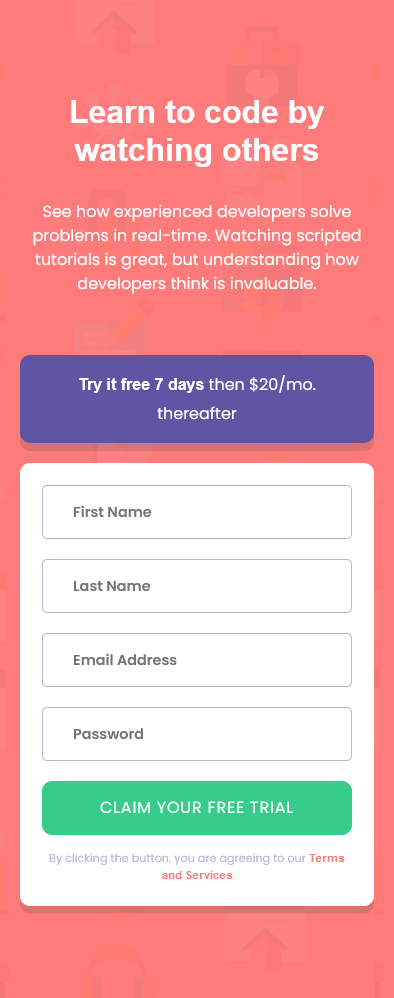 Learn to code by
watching others
See how experienced developers solve
problems in real-time. Watching scripted
tutorials is great, but understanding how
developers think is invaluable.
Try it free 7 days then $20/mo.
thereafter
First Name
Last Name
Email Address
Password
CLAIM YOUR FREE TRIAL
By clicking the button, you are agreeing to our Terms
and Services